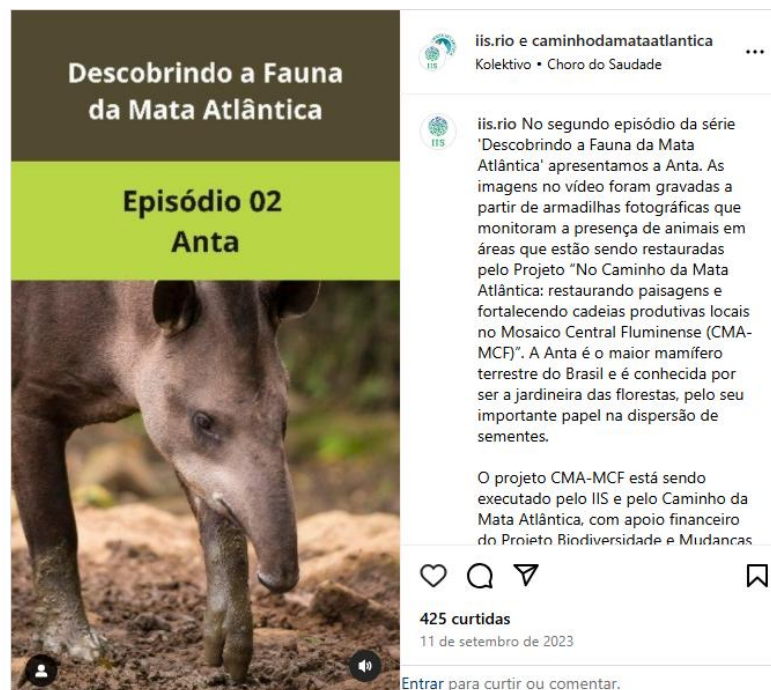 Descobrindo a Fauna
da Mata Atlântica
Episódio 02
Anta
iis.rio e caminhodamataatlantica
Kolektivo • Choro do Saudade
IIS
IIS
iis.rio No segundo episódio da série
'Descobrindo a Fauna da Mata
Atlântica' apresentamos a Anta. As
imagens no vídeo foram gravadas a
partir de armadilhas fotográficas que
monitoram a presença de animais em
áreas que estão sendo restauradas
pelo Projeto “No Caminho da Mata
Atlântica: restaurando paisagens e
fortalecendo cadeias produtivas locais
no Mosaico Central Fluminense (CMA-
MCF)”. A Anta é o maior mamífero
terrestre do Brasil e é conhecida por
ser a jardineira das florestas, pelo seu
importante papel na dispersão de
sementes.
O projeto CMA-MCF está sendo
executado pelo IIS e pelo Caminho da
Mata Atlântica, com apoio financeiro
do Projeto Biodiversidade e Mudanças
425 curtidas
11 de setembro de 2023
Entrar para curtir ou comentar.